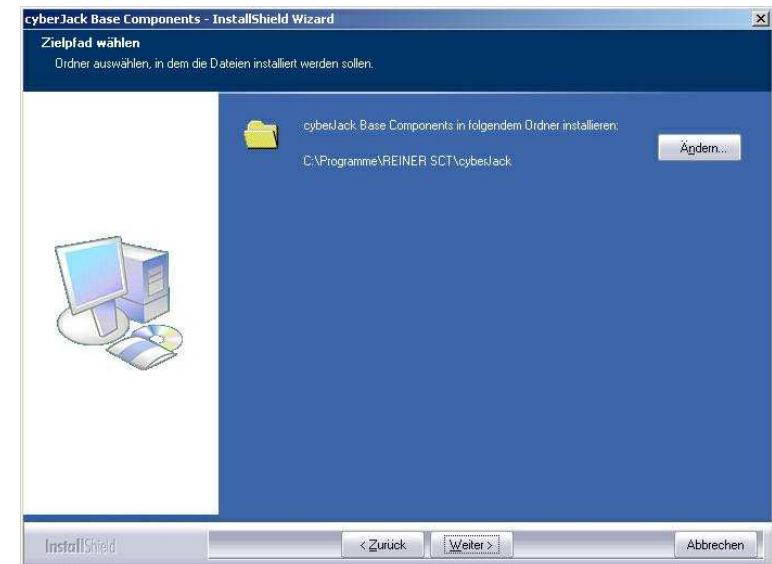 cyberJack Base Components - InstallShield Wizard
Zielpfad wählen
Ordner auswählen, in dem die Dateien installiert werden sollen.
cyberJack Base Components in folgendem Ordner installieren:
C:\Programme\REINER SCT\cyberJack
Ändern...
InstallShield
< Zurück
Weiter >
Abbrechen